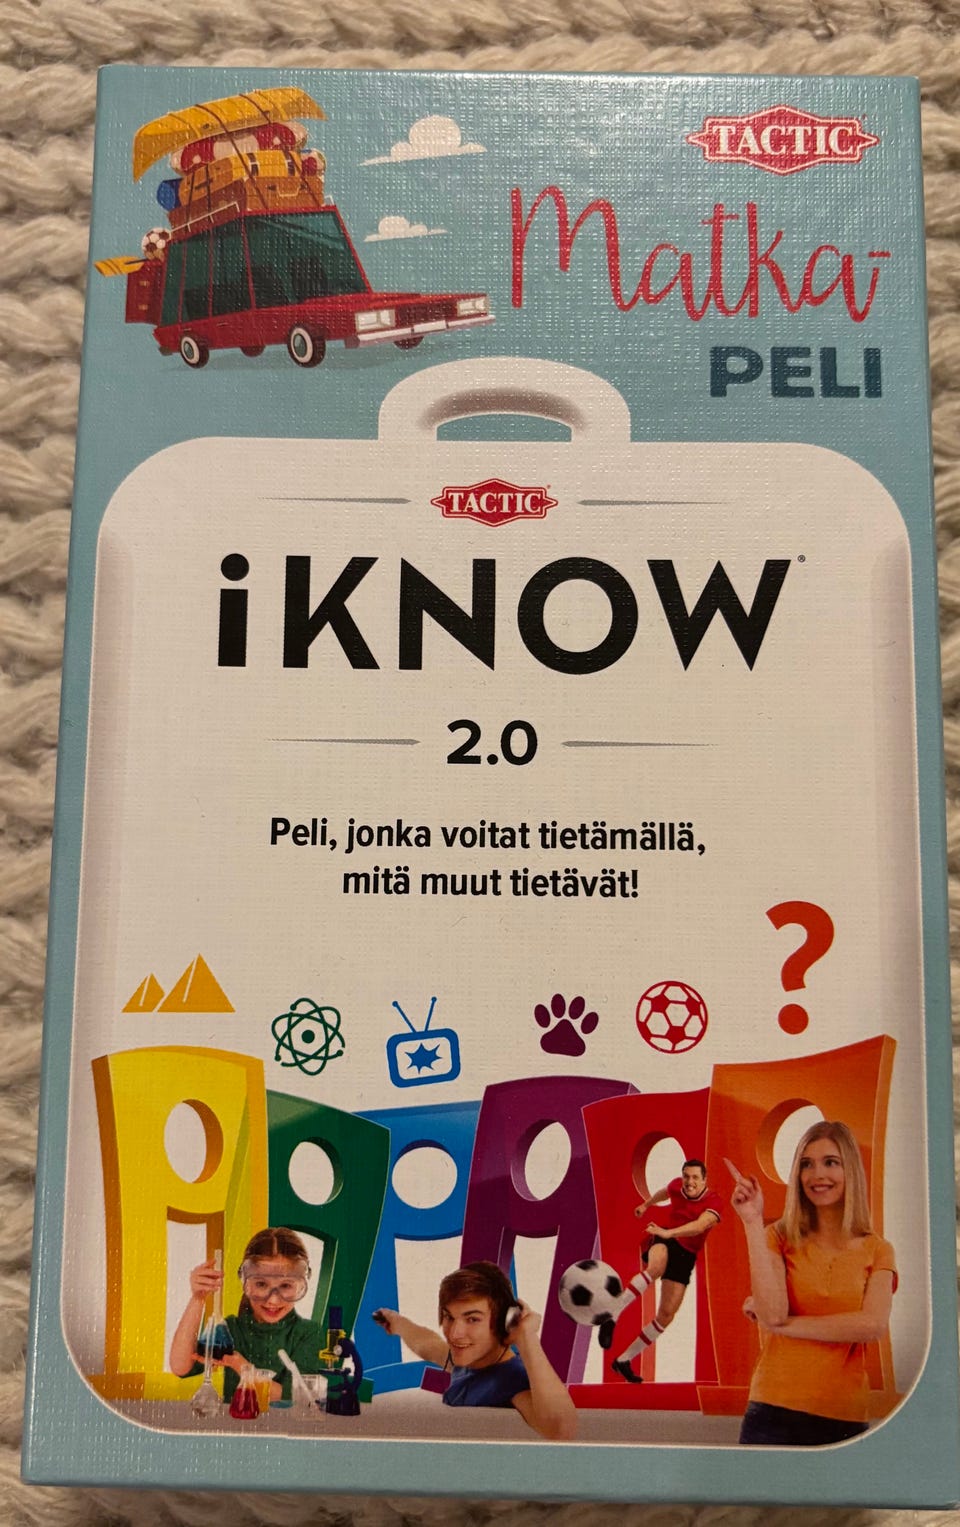 TACTIC
Matka-
PELI
TACTIC®
iKNOW®
2.0
Peli, jonka voitat tietämällä,
mitä muut tietävät!
?